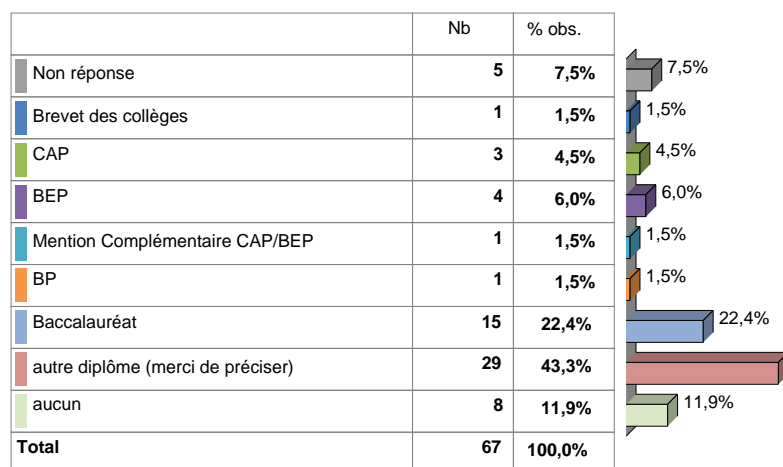 Nb % obs.
Non réponse 5 7,5% 7,5%
Brevet des collèges 1 1,5% 1,5%
CAP 3 4,5% 4,5%
BEP 4 6,0% 6,0%
Mention Complémentaire CAP/BEP 1 1,5% 1,5%
BP 1 1,5% 1,5%
Baccalauréat 15 22,4% 22,4%
autre diplôme (merci de préciser) 29 43,3%
aucun 8 11,9% 11,9%
Total 67 100,0%